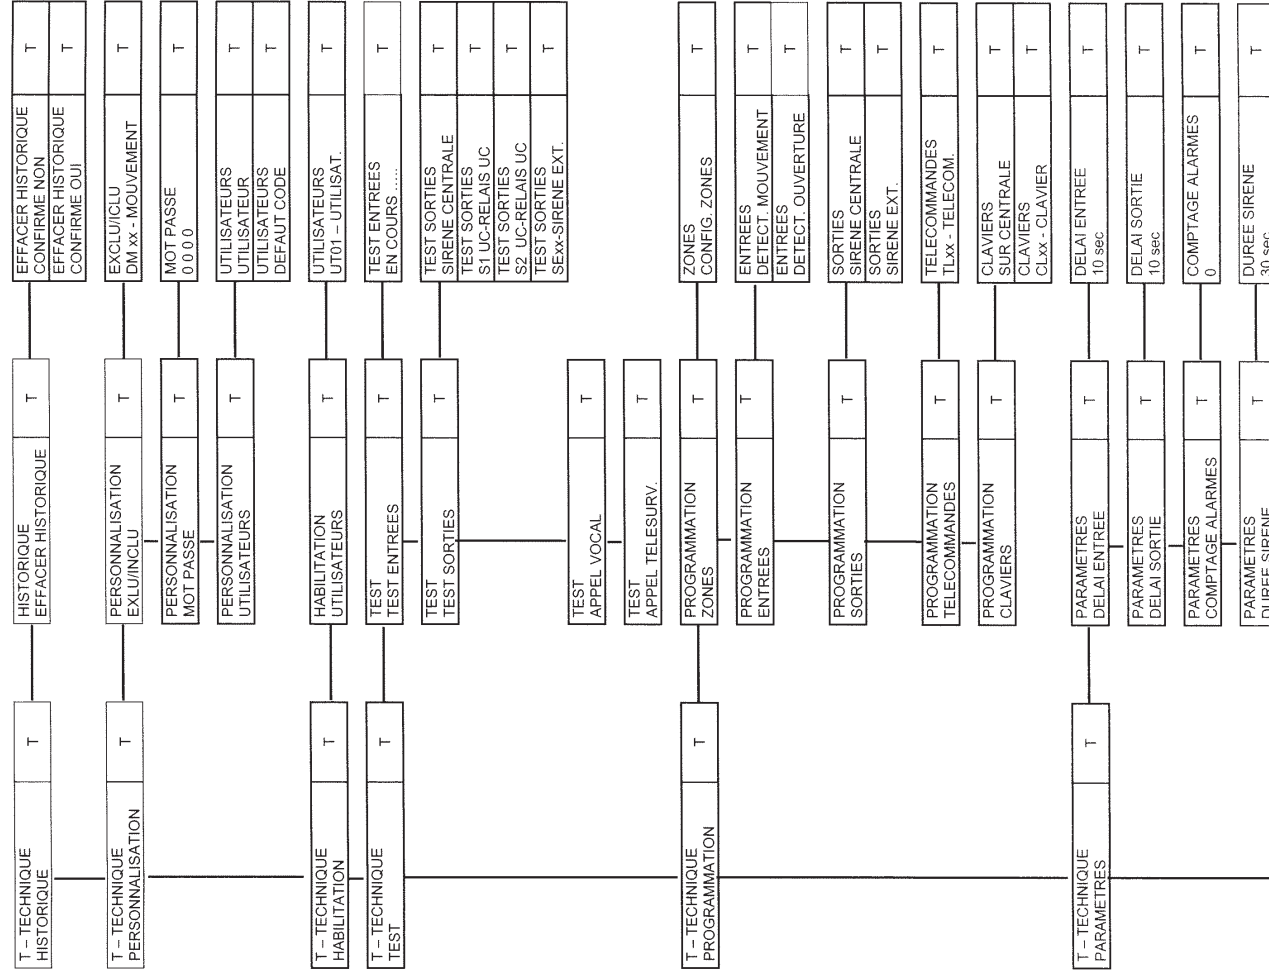 T – TECHNIQUE
HISTORIQUE
T
HISTORIQUE
EFFACER HISTORIQUE
T
EFFACER HISTORIQUE
CONFIRME NON
T
EFFACER HISTORIQUE
CONFIRME OUI
T
T – TECHNIQUE
PERSONNALISATION
T
PERSONNALISATION
EXLU/INCLU
T
EXCLU/ICLU
DM xx - MOUVEMENT
T
PERSONNALISATION
MOT PASSE
T
MOT PASSE
0 0 0 0
T
PERSONNALISATION
UTILISATEURS
T
UTILISATEURS
UTILISATEUR
T
UTILISATEURS
DEFAUT CODE
T
T – TECHNIQUE
HABILITATION
T
HABILITATION
UTILISATEURS
T
UTILISATEURS
UT01 – UTILISAT.
T
T – TECHNIQUE
TEST
T
TEST
TEST ENTREES
T
TEST ENTREES
EN COURS .....
T
TEST
TEST SORTIES
T
TEST SORTIES
SIRENE CENTRALE
T
TEST SORTIES
S1 UC-RELAIS UC
T
TEST SORTIES
S2 UC-RELAIS UC
T
TEST SORTIES
SExx-SIRENE EXT.
T
TEST
APPEL VOCAL
T
TEST
APPEL TELESURV.
T
T – TECHNIQUE
PROGRAMMATION
T
PROGRAMMATION
ZONES
T
ZONES
CONFIG. ZONES
T
PROGRAMMATION
ENTREES
T
ENTREES
DETECT. MOUVEMENT
T
ENTREES
DETECT. OUVERTURE
T
PROGRAMMATION
SORTIES
T
SORTIES
SIRENE CENTRALE
T
SORTIES
SIRENE EXT.
T
PROGRAMMATION
TELECOMMANDES
T
TELECOMMANDES
TLxx - TELECOM.
T
PROGRAMMATION
CLAVIERS
T
CLAVIERS
SUR CENTRALE
T
CLAVIERS
CLxx - CLAVIER
T
T – TECHNIQUE
PARAMETRES
T
PARAMETRES
DELAI ENTREE
T
DELAI ENTREE
10 sec
T
PARAMETRES
DELAI SORTIE
T
DELAI SORTIE
10 sec
T
PARAMETRES
COMPTAGE ALARMES
T
COMPTAGE ALARMES
0
T
PARAMETRES
DUREE SIRENE
T
DUREE SIRENE
30 sec
T